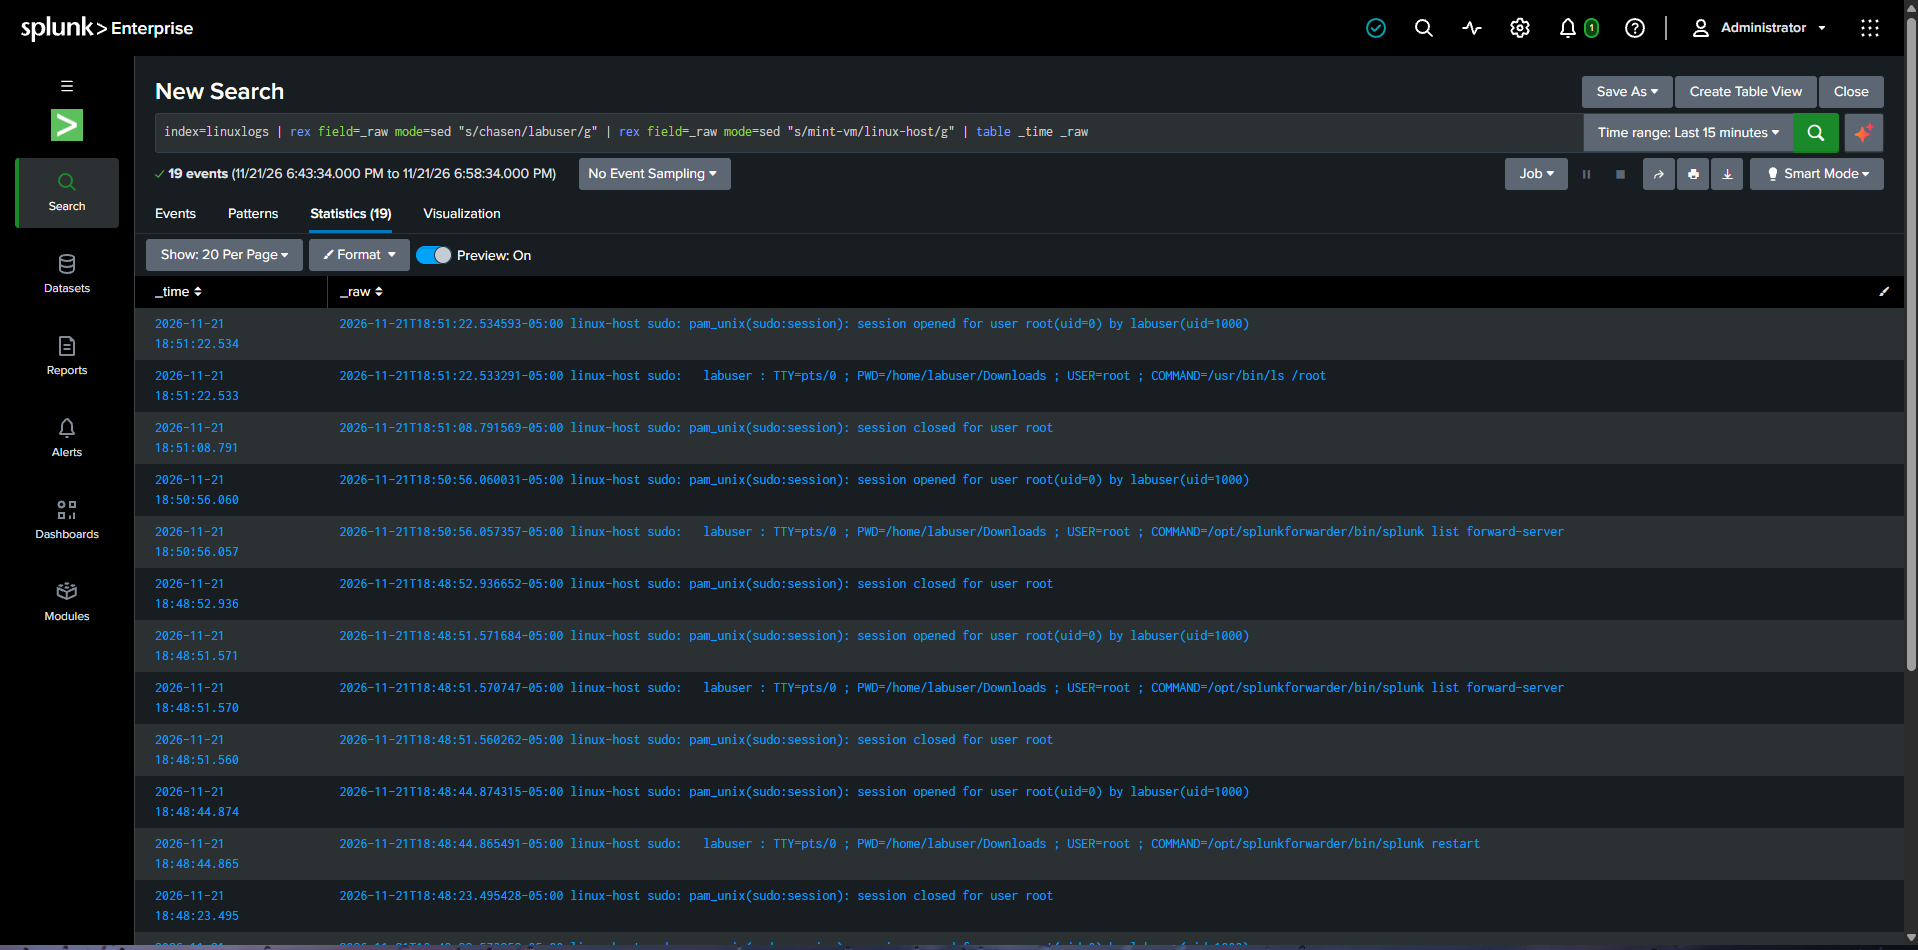 splunk>Enterprise
1
Administrator
New Search
Save As
Create Table View
Close
index=linuxlogs | rex field=_raw mode=sed "s/chasen/labuser/g" | rex field=_raw mode=sed "s/mint-vm/linux-host/g" | table _time _raw
Time range: Last 15 minutes
19 events (11/21/26 6:43:34.000 PM to 11/21/26 6:58:34.000 PM)
No Event Sampling
Job
Smart Mode
Search
Datasets
Reports
Alerts
Dashboards
Modules
Events
Patterns
Statistics (19)
Visualization
Show: 20 Per Page
Format
Preview: On
_time
_raw
2026-11-21
18:51:22.534
2026-11-21T18:51:22.534593-05:00 linux-host sudo: pam_unix(sudo:session): session opened for user root(uid=0) by labuser(uid=1000)
2026-11-21
18:51:22.533
2026-11-21T18:51:22.533291-05:00 linux-host sudo:   labuser : TTY=pts/0 ; PWD=/home/labuser/Downloads ; USER=root ; COMMAND=/usr/bin/ls /root
2026-11-21
18:51:08.791
2026-11-21T18:51:08.791569-05:00 linux-host sudo: pam_unix(sudo:session): session closed for user root
2026-11-21
18:50:56.060
2026-11-21T18:50:56.060031-05:00 linux-host sudo: pam_unix(sudo:session): session opened for user root(uid=0) by labuser(uid=1000)
2026-11-21
18:50:56.057
2026-11-21T18:50:56.057357-05:00 linux-host sudo:   labuser : TTY=pts/0 ; PWD=/home/labuser/Downloads ; USER=root ; COMMAND=/opt/splunkforwarder/bin/splunk list forward-server
2026-11-21
18:48:52.936
2026-11-21T18:48:52.936652-05:00 linux-host sudo: pam_unix(sudo:session): session closed for user root
2026-11-21
18:48:51.571
2026-11-21T18:48:51.571684-05:00 linux-host sudo: pam_unix(sudo:session): session opened for user root(uid=0) by labuser(uid=1000)
2026-11-21
18:48:51.570
2026-11-21T18:48:51.570747-05:00 linux-host sudo:   labuser : TTY=pts/0 ; PWD=/home/labuser/Downloads ; USER=root ; COMMAND=/opt/splunkforwarder/bin/splunk list forward-server
2026-11-21
18:48:51.560
2026-11-21T18:48:51.560262-05:00 linux-host sudo: pam_unix(sudo:session): session closed for user root
2026-11-21
18:48:44.874
2026-11-21T18:48:44.874315-05:00 linux-host sudo: pam_unix(sudo:session): session opened for user root(uid=0) by labuser(uid=1000)
2026-11-21
18:48:44.865
2026-11-21T18:48:44.865491-05:00 linux-host sudo:   labuser : TTY=pts/0 ; PWD=/home/labuser/Downloads ; USER=root ; COMMAND=/opt/splunkforwarder/bin/splunk restart
2026-11-21
18:48:23.495
2026-11-21T18:48:23.495428-05:00 linux-host sudo: pam_unix(sudo:session): session closed for user root